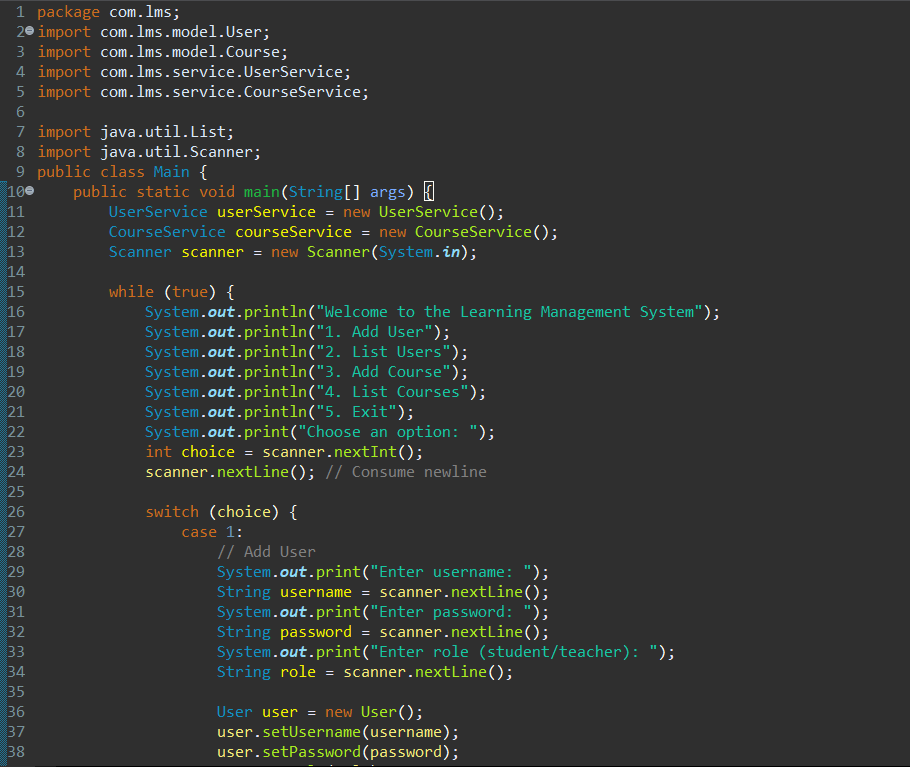 1 package com.lms;
2 import com.lms.model.User;
3 import com.lms.model.Course;
4 import com.lms.service.UserService;
5 import com.lms.service.CourseService;
6
7 import java.util.List;
8 import java.util.Scanner;
9 public class Main {
10 public static void main(String[] args) {
11 UserService userService = new UserService();
12 CourseService courseService = new CourseService();
13 Scanner scanner = new Scanner(System.in);
14
15 while (true) {
16 System.out.println("Welcome to the Learning Management System");
17 System.out.println("1. Add User");
18 System.out.println("2. List Users");
19 System.out.println("3. Add Course");
20 System.out.println("4. List Courses");
21 System.out.println("5. Exit");
22 System.out.print("Choose an option: ");
23 int choice = scanner.nextInt();
24 scanner.nextLine(); // Consume newline
25
26 switch (choice) {
27 case 1:
28 // Add User
29 System.out.print("Enter username: ");
30 String username = scanner.nextLine();
31 System.out.print("Enter password: ");
32 String password = scanner.nextLine();
33 System.out.print("Enter role (student/teacher): ");
34 String role = scanner.nextLine();
35
36 User user = new User();
37 user.setUsername(username);
38 user.setPassword(password);